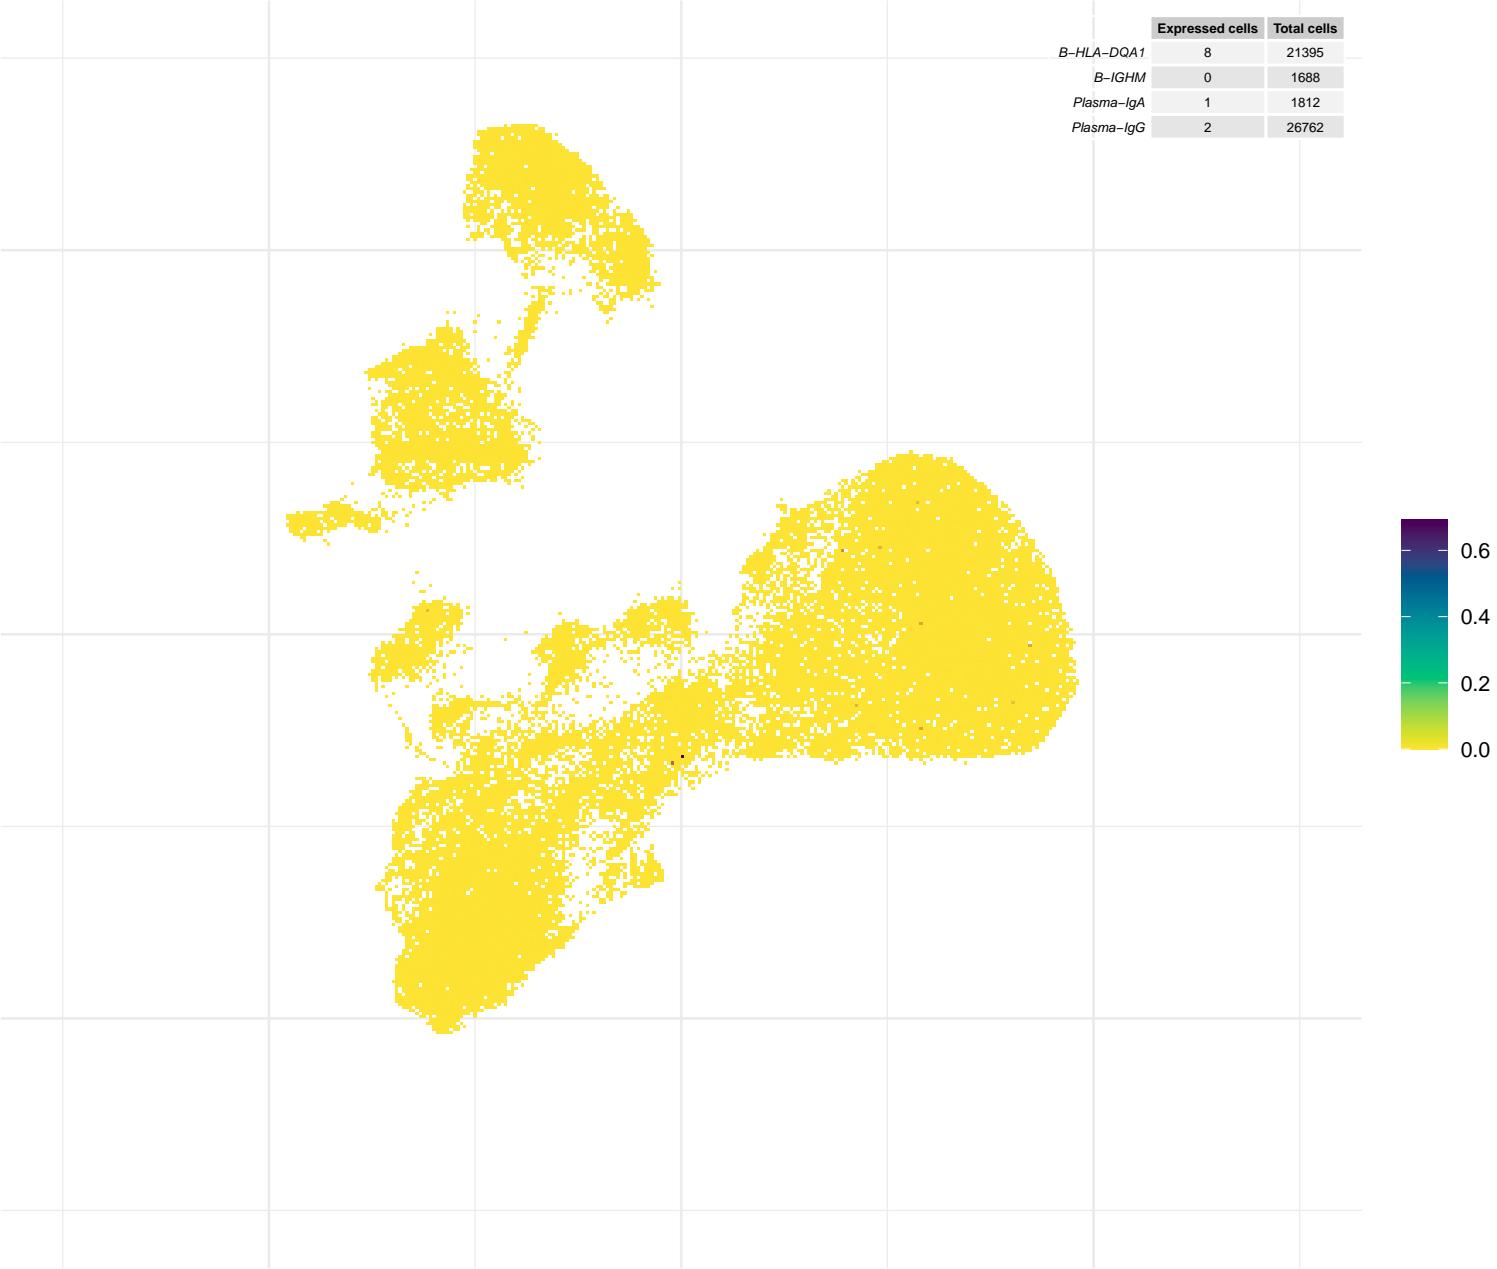 Expressed cells Total cells
B−HLA−DQA1 8 21395
B−IGHM 0 1688
Plasma−IgA 1 1812
Plasma−IgG 2 26762
0.6
0.4
0.2
0.0